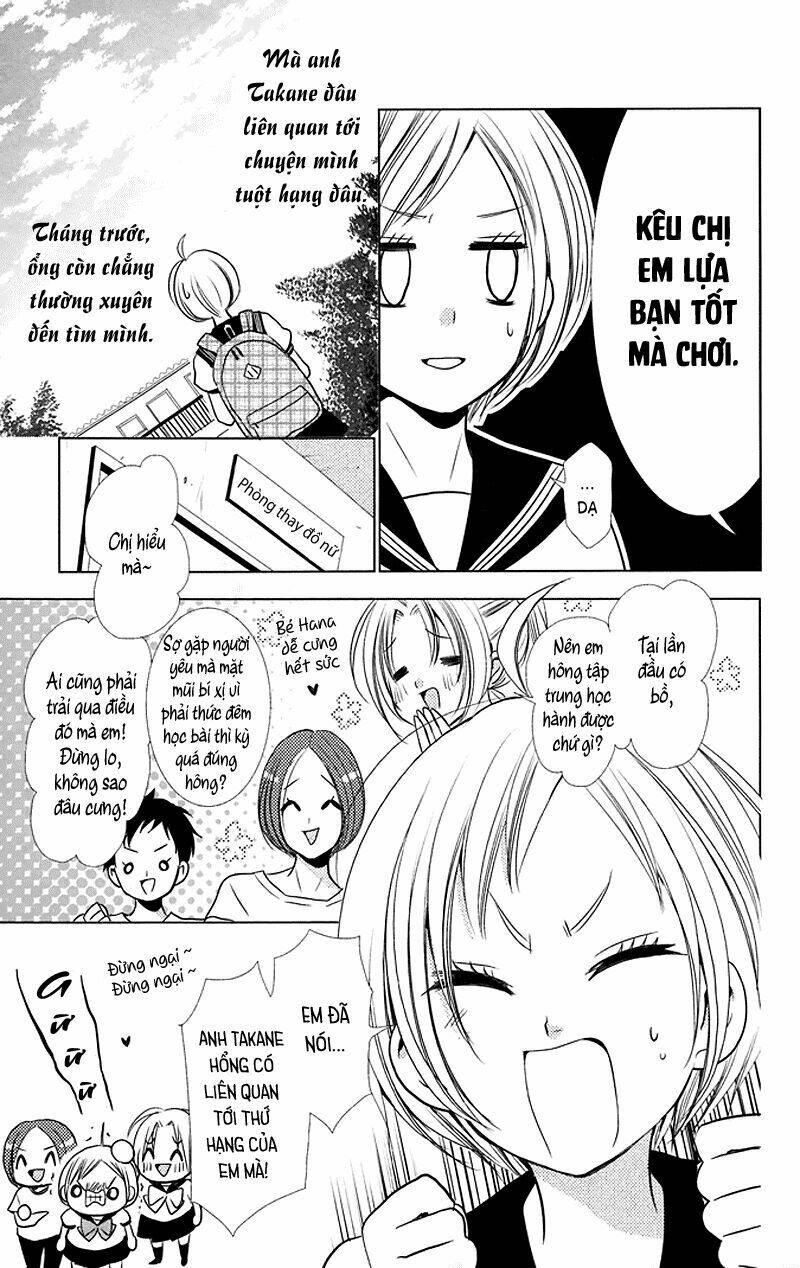 KÊU CHỊ
EM LỰA
BẠN TỐT
MÀ CHƠI.
...
DẠ
Mà anh
Takane đâu
liên quan tới
chuyện mình
tuột hạng đâu.
Tháng trước,
ổng còn chẳng
thường xuyên
đến tìm mình.
Phòng thay đồ nữ
Chị hiểu
mà~
Tại lần
đầu có
bồ,
Nên em
hông tập
trung học
hành được
chứ gì?
Bé Hana
dễ cưng
hết sức
Sợ gặp người
yêu mà mặt
mũi bí xị vì
phải thức đêm
học bài thì kỳ
quá đúng
hông?
Ai cũng phải
trải qua điều
đó mà em!
Đừng lo,
không sao
đâu cưng!
EM ĐÃ
NÓI...
ANH TAKANE
HỔNG CÓ
LIÊN QUAN
TỚI THỨ
HẠNG CỦA
EM MÀ!
Đừng ngại ~
Đừng ngại ~
Gừ ừ ừ